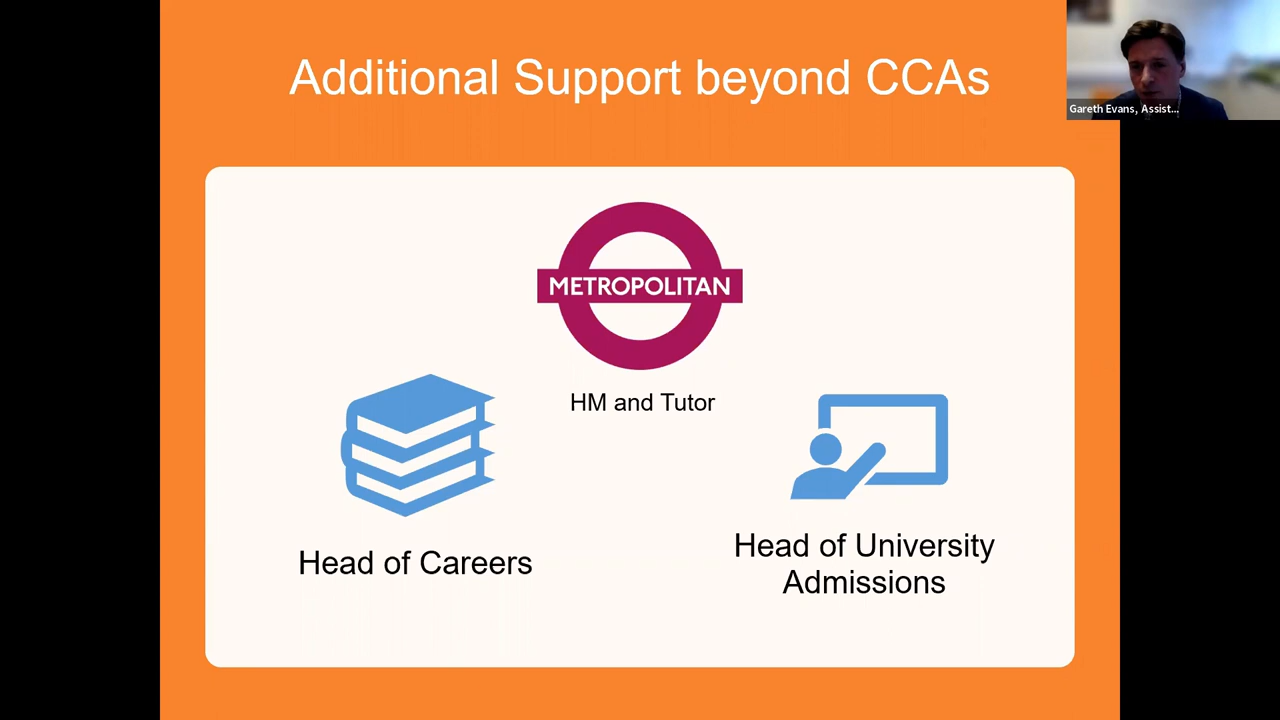 Additional Support beyond CCAs
Gareth Evans, Assist...
METROPOLITAN
HM and Tutor
Head of Careers
Head of University
Admissions